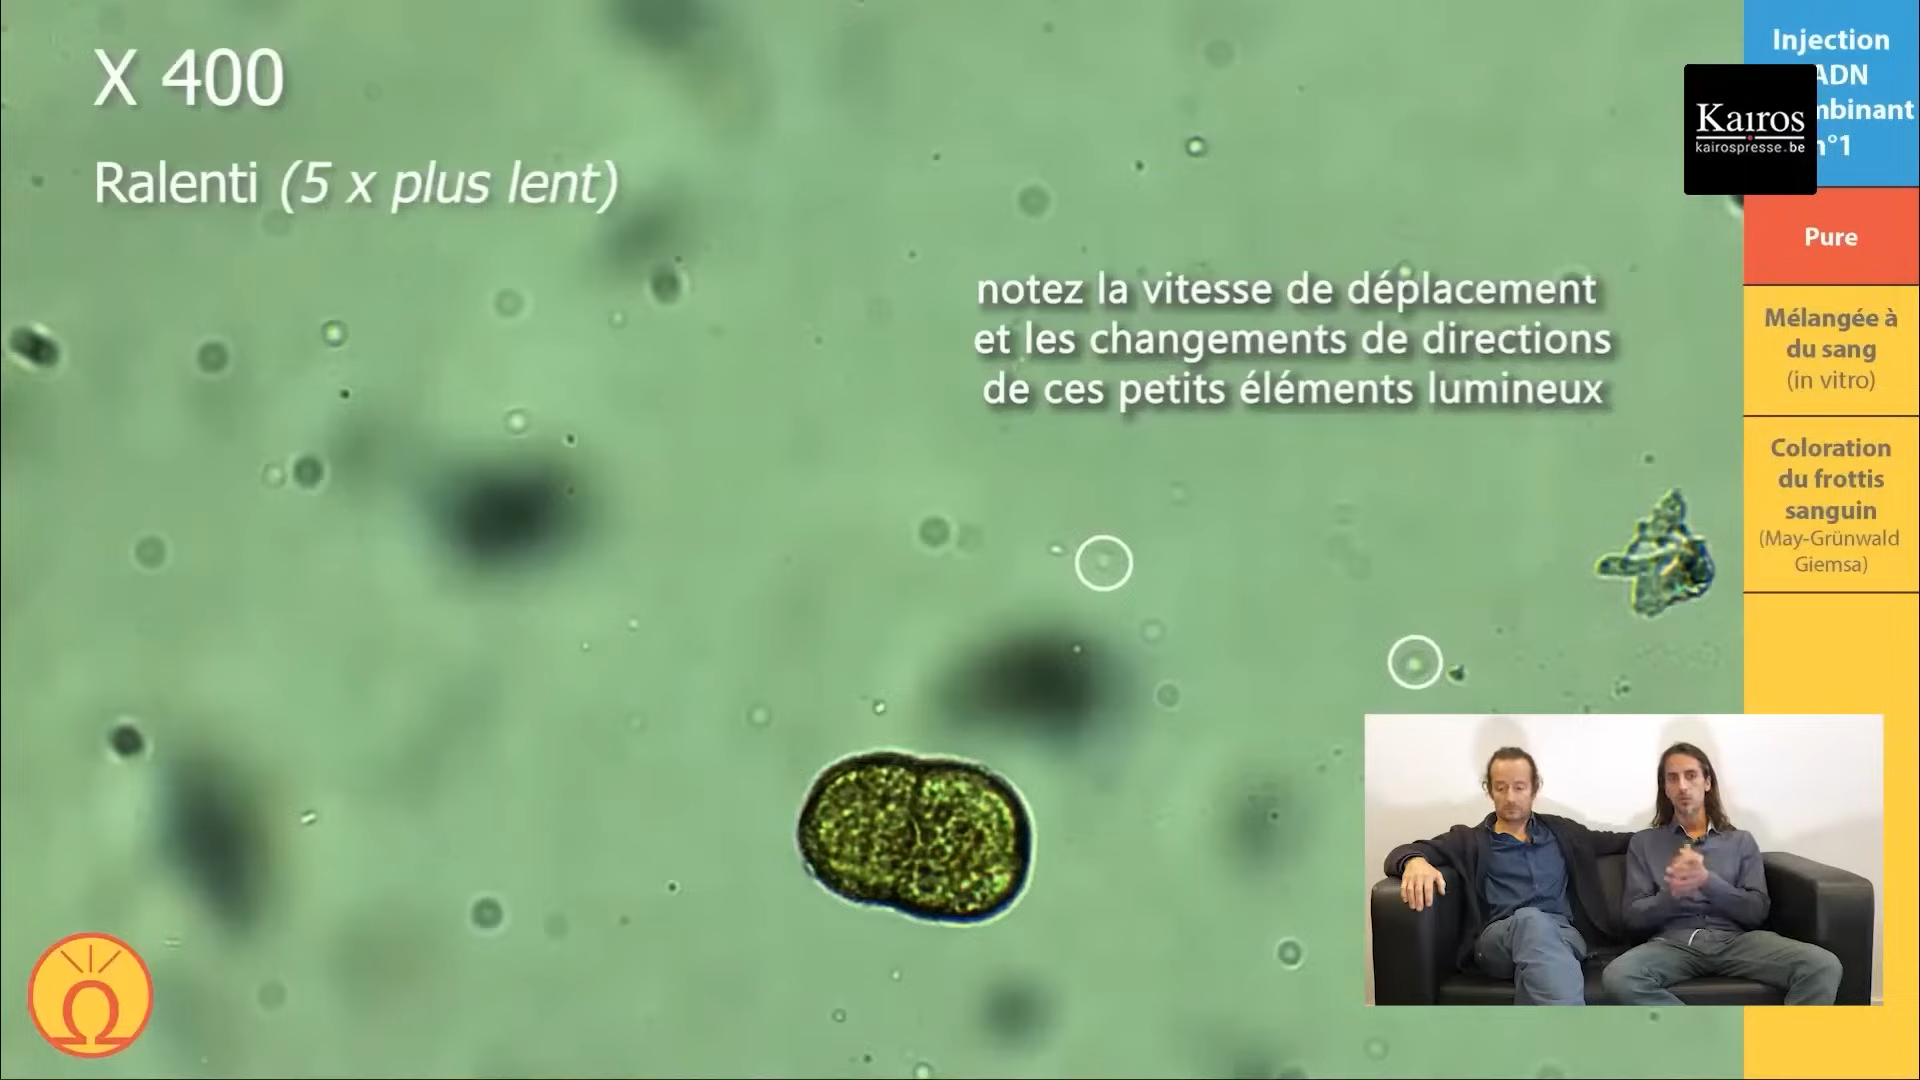 X 400
Ralenti (5 x plus lent)
notez la vitesse de déplacement
et les changements de directions
de ces petits éléments lumineux
Injection
ADN
mbinant
n°1
Kairos
kairospresse.be
Pure
Mélangée à
du sang
(in vitro)
Coloration
du frottis
sanguin
(May-Grünwald
Giemsa)
Ω